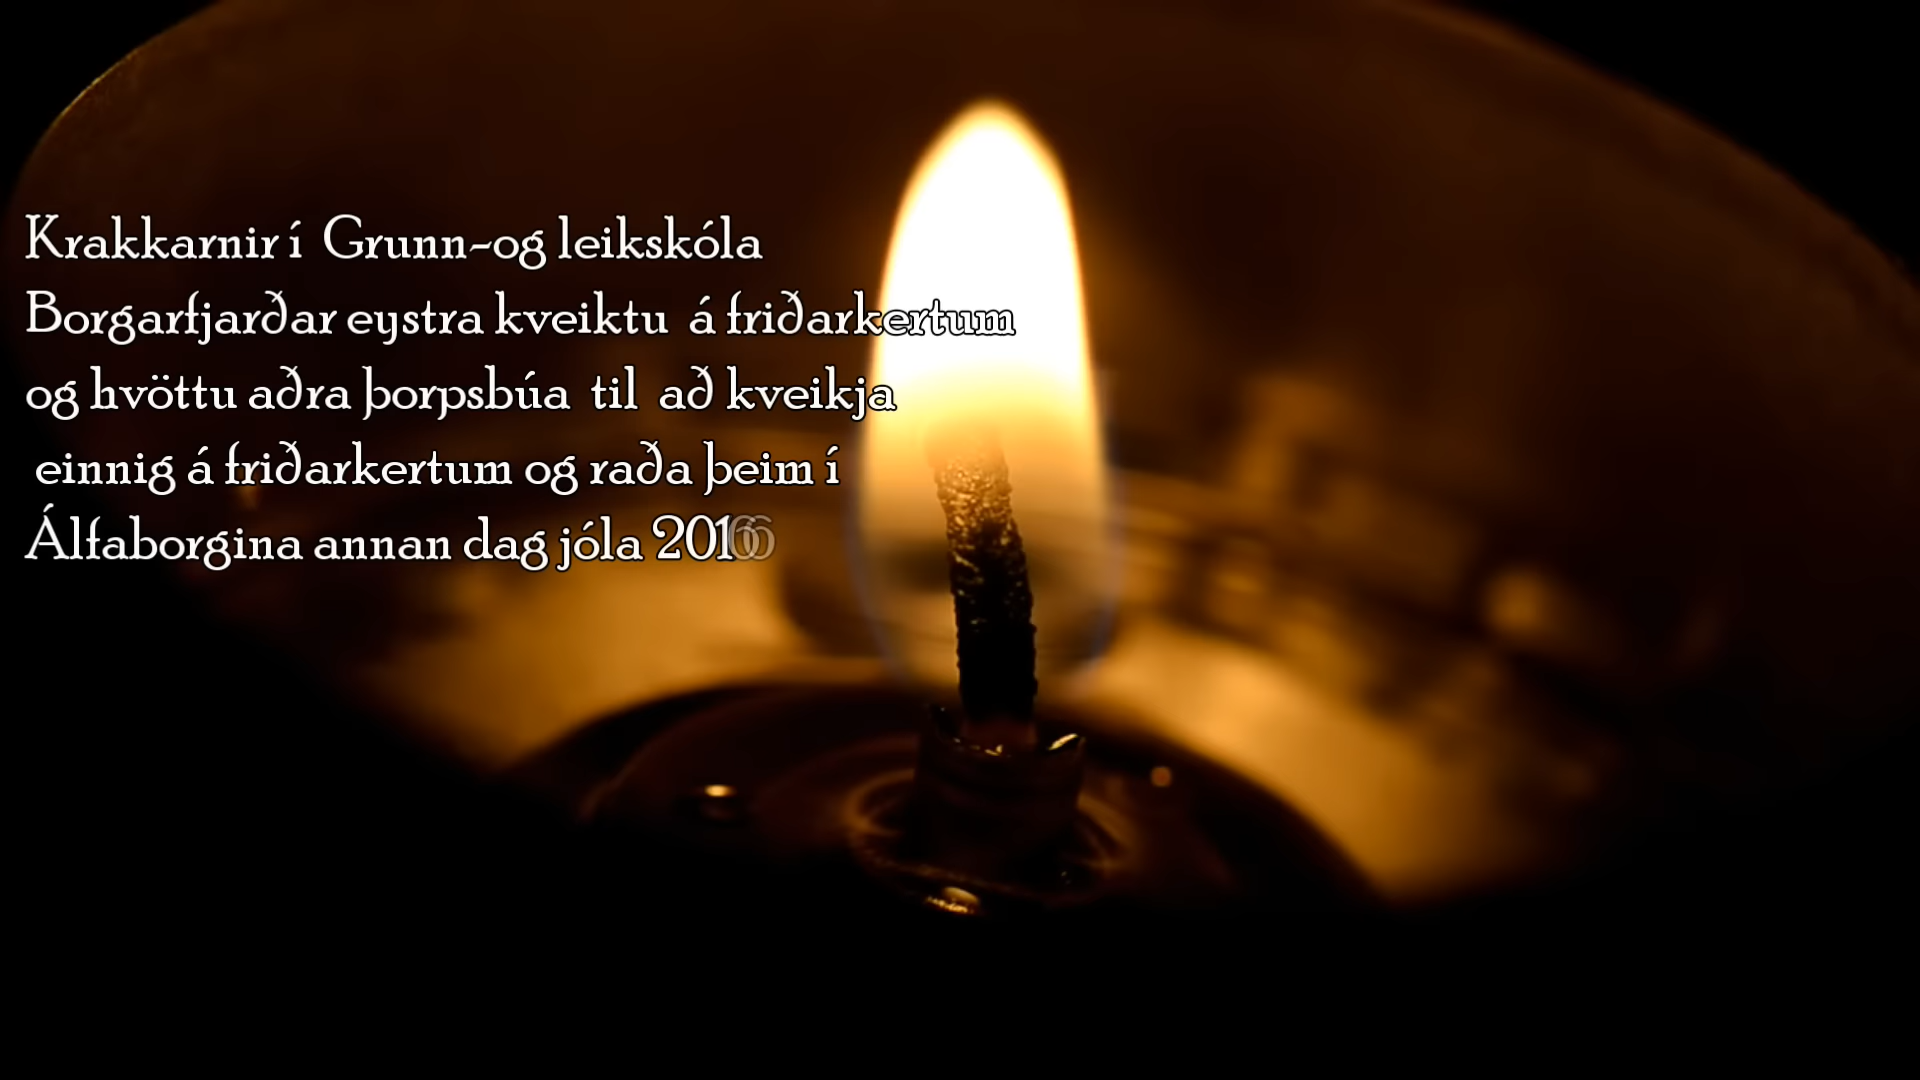 Krakkarnir í Grunn-og leikskóla
Borgarfjarðar eystra kveiktu á friðarkertum
og hvöttu aðra þorpsbúa til að kveikja
einnig á friðarkertum og raða þeim í
Álfaborgina annan dag jóla 2016